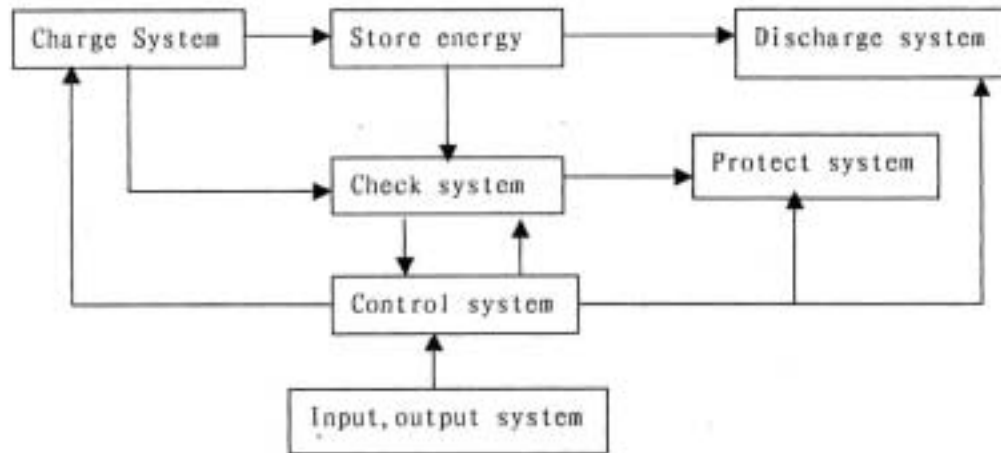 Charge System
Store energy
Discharge system
Check system
Protect system
Control system
Input,output system